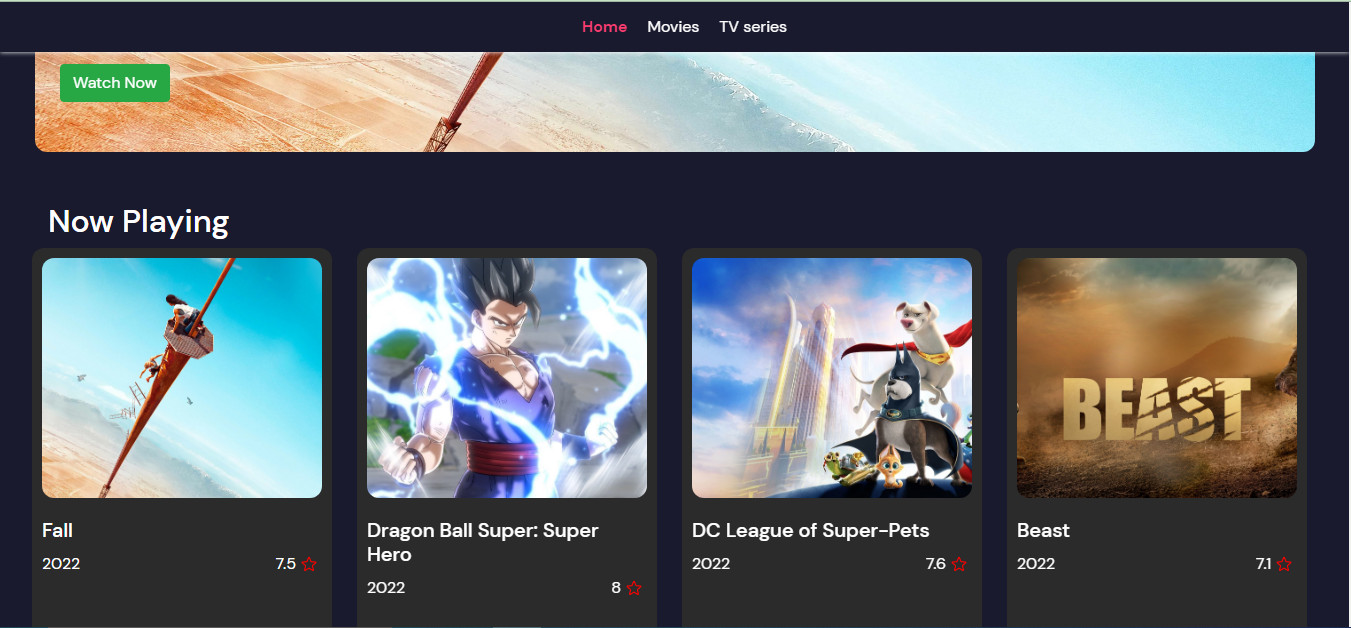 Home Movies TV series
Watch Now
Now Playing
BEAST
Fall
2022 7.5
Dragon Ball Super: Super
Hero
2022 8
DC League of Super-Pets
2022 7.6
Beast
2022 7.1